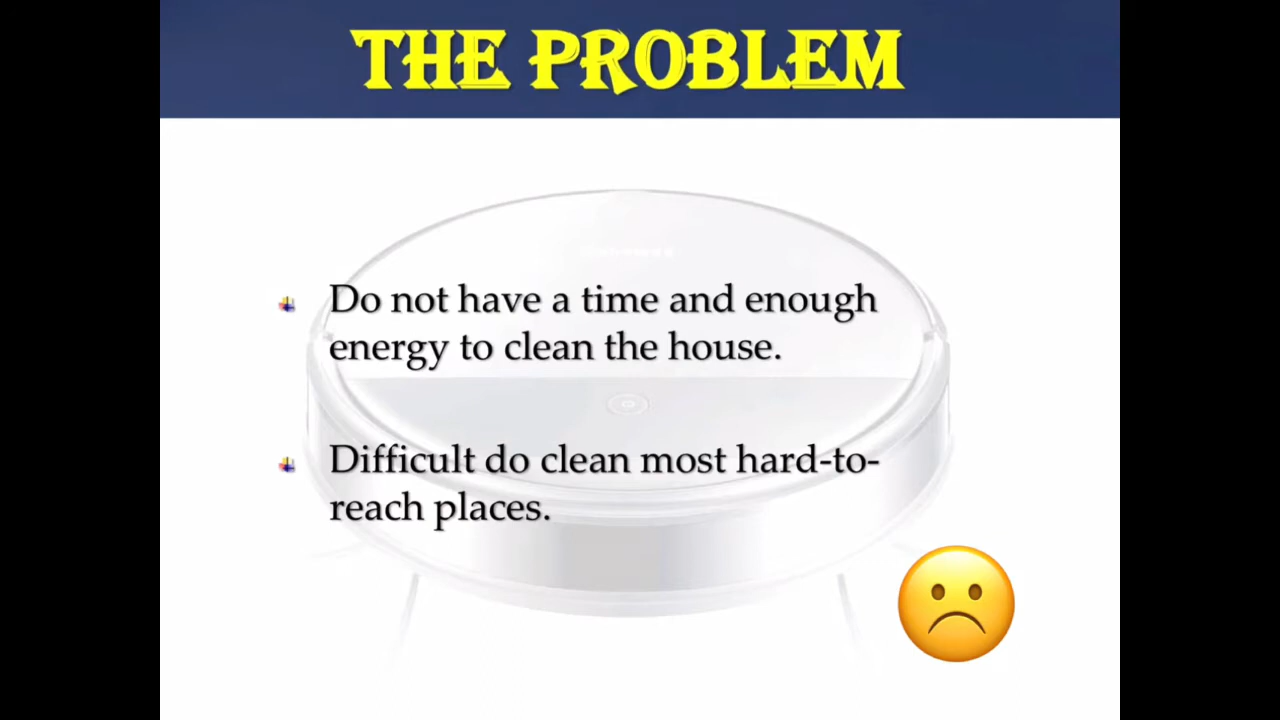 THE PROBLEM
Do not have a time and enough
energy to clean the house.
Difficult do clean most hard-to-
reach places.